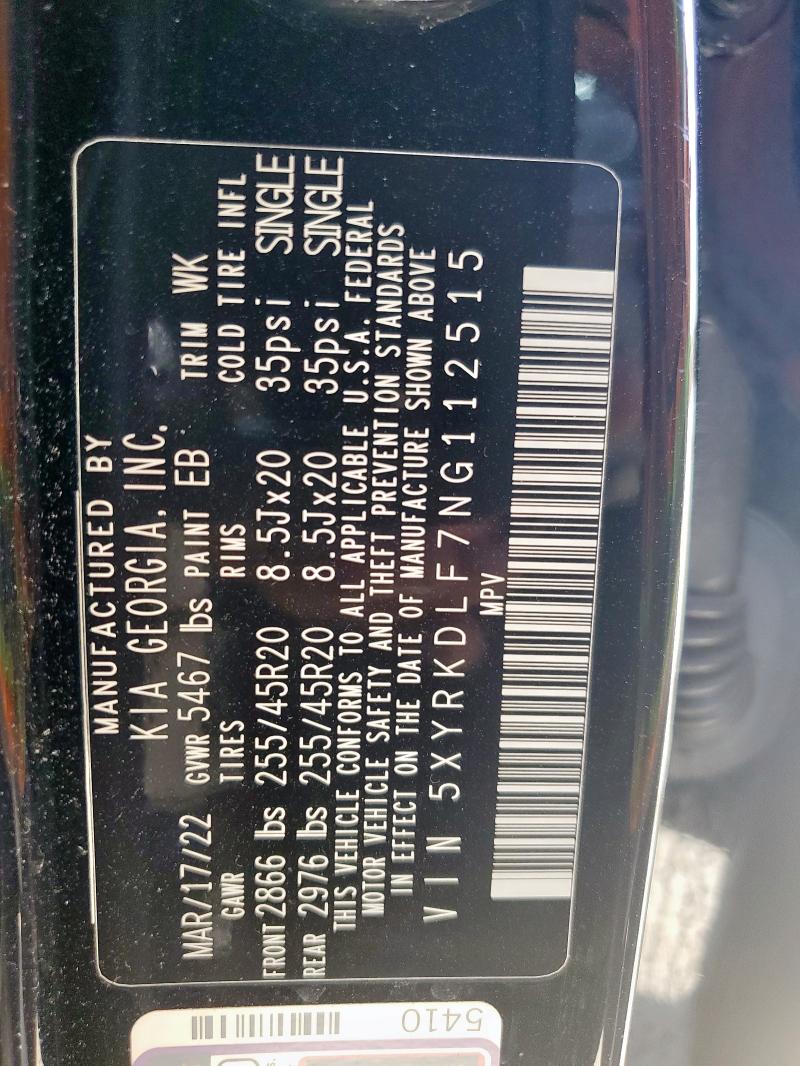 MANUFACTURED BY
KIA GEORGIA, INC.
MAR/17/22 GVWR 5467 lbs PAINT EB TRIM WK
GAWR TIRES RIMS COLD TIRE INFL
FRONT 2866 lbs 255/45R20 8.5Jx20 35psi SINGLE
REAR 2976 lbs 255/45R20 8.5Jx20 35psi SINGLE
THIS VEHICLE CONFORMS TO ALL APPLICABLE U.S.A. FEDERAL
MOTOR VEHICLE SAFETY AND THEFT PREVENTION STANDARDS
IN EFFECT ON THE DATE OF MANUFACTURE SHOWN ABOVE
VIN 5XYRKDLF7NG112515
MPV
5410